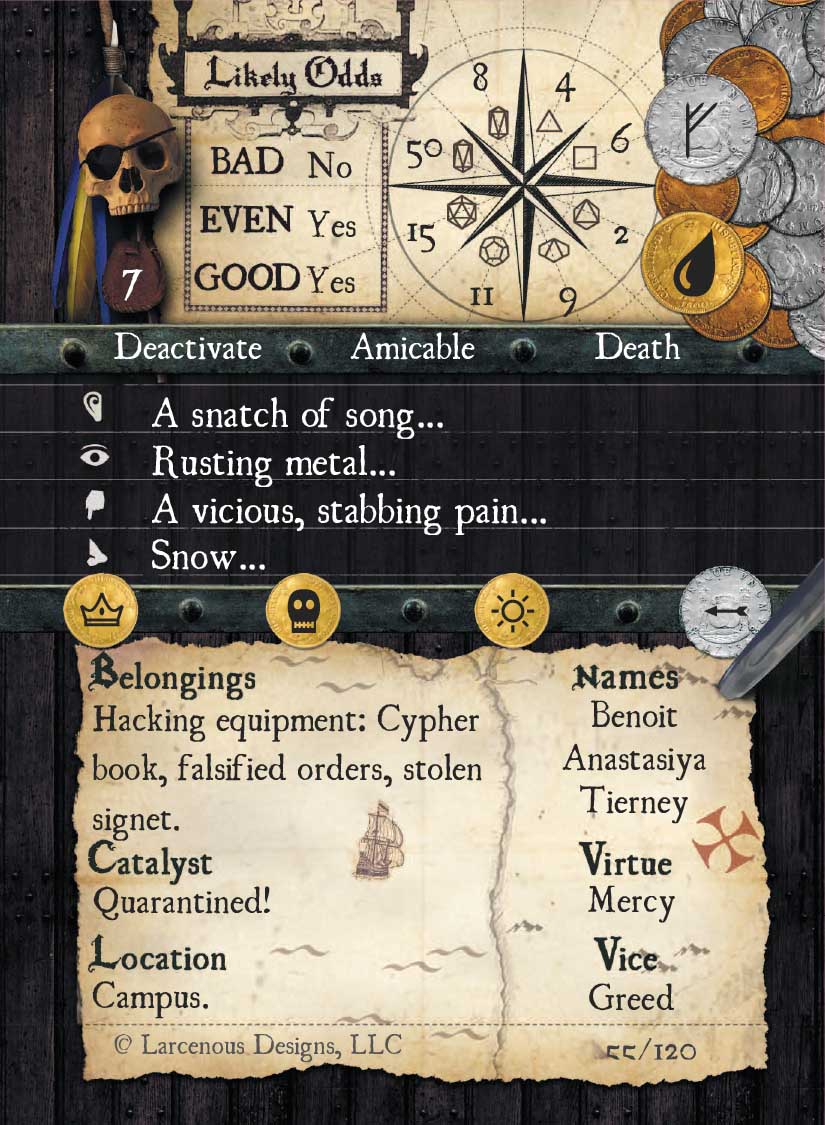 Likely Odds
BAD No
EVEN Yes
GOOD Yes
7
8
4
50
6
15
2
11
9
Deactivate Amicable Death
A snatch of song...
Rusting metal...
A vicious, stabbing pain...
Snow...
Belongings
Hacking equipment: Cypher
book, falsified orders, stolen
signet.
Catalyst
Quarantined!
Location
Campus.
Names
Benoit
Anastasiya
Tierney
Virtue
Mercy
Vice
Greed
© Larcenous Designs, LLC
55/120